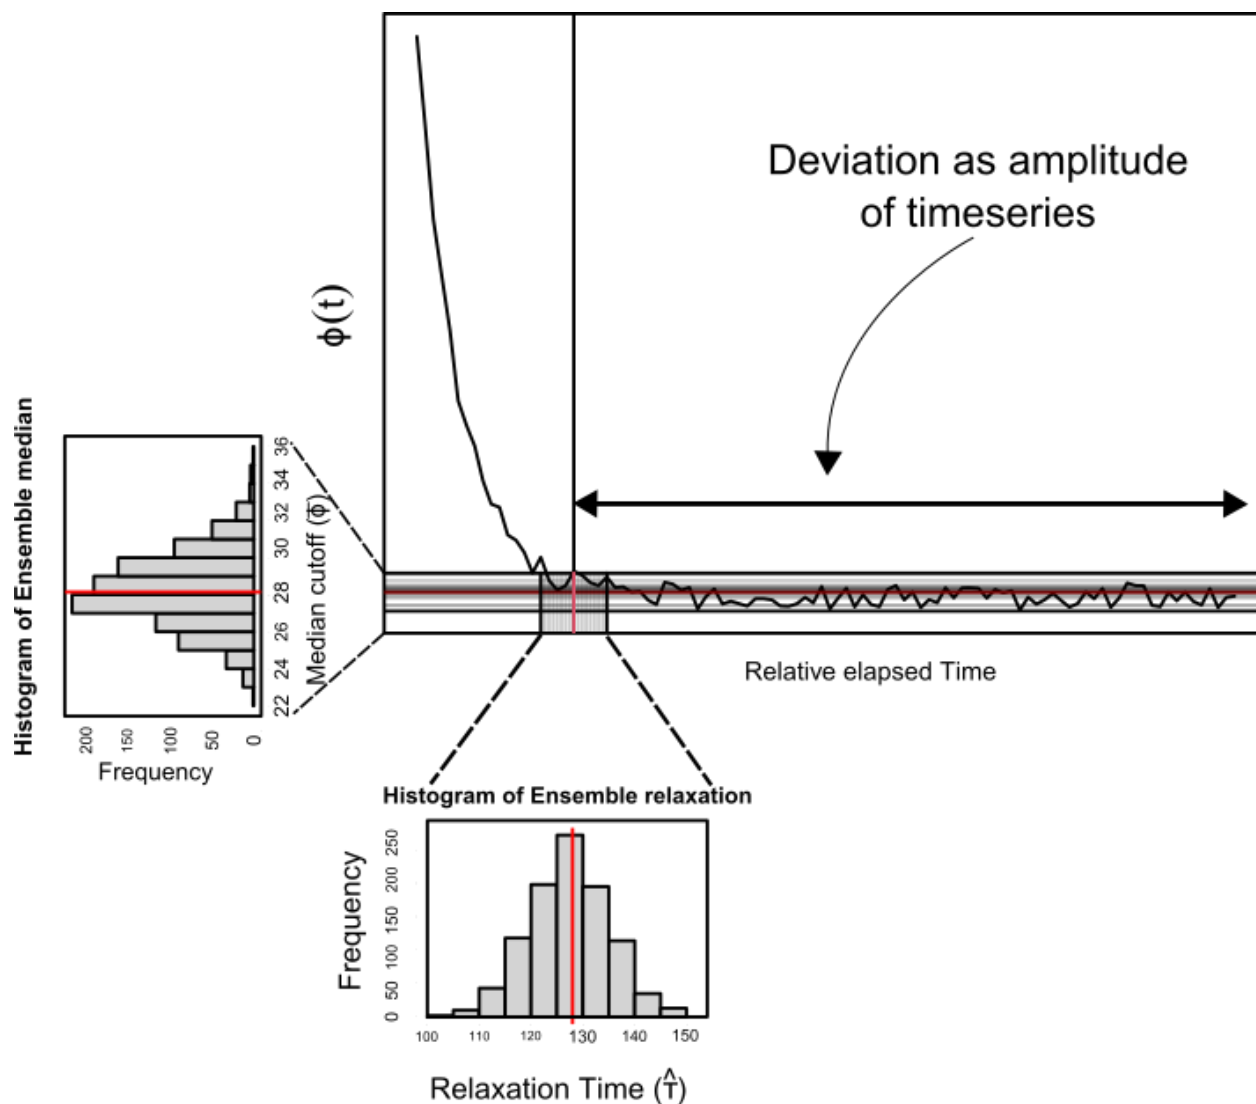 Deviation as amplitude
of timeseries
ϕ(t)
Histogram of Ensemble median
36
34
32
30
28
26
24
22
Median cutoff (ϕ̄)
200
150
100
50
0
Frequency
Relative elapsed Time
Histogram of Ensemble relaxation
Frequency
250
200
150
100
50
0
100 110 120 130 140 150
Relaxation Time (τ̂)